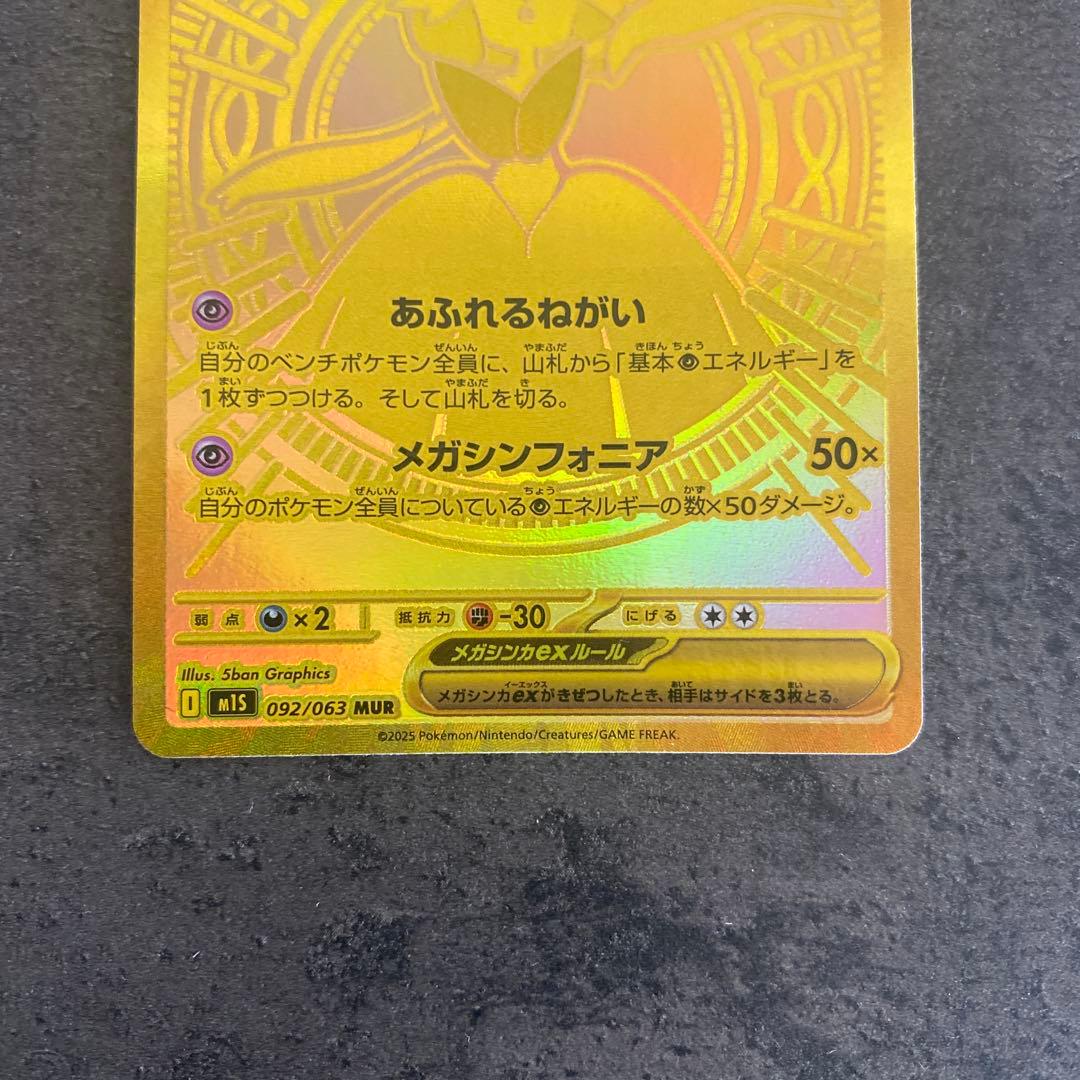 あふれるねがい
自分のベンチポケモン全員に、山札から「基本エネルギー」を
1枚ずつつける。そして山札を切る。
メガシンフォニア 50×
自分のポケモン全員についているエネルギーの数×50ダメージ。
弱点 ×2 抵抗力 -30 にげる
メガシンカexルール
メガシンカexがきぜつしたとき、相手はサイドを3枚とる。
Illus. 5ban Graphics
I M1S 092/063 MUR
©2025 Pokémon/Nintendo/Creatures/GAME FREAK.